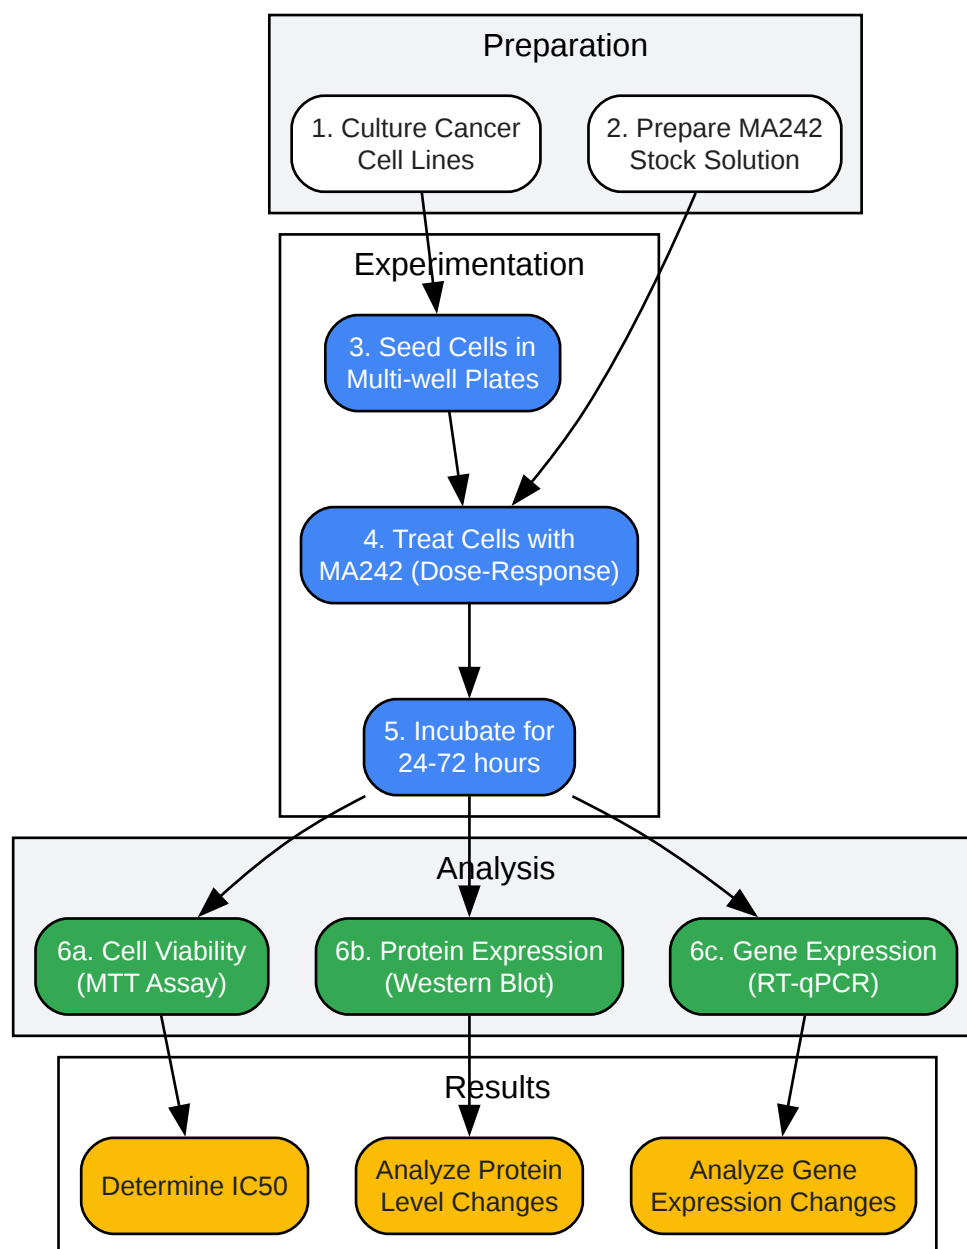 Preparation
1. Culture Cancer
Cell Lines
2. Prepare MA242
Stock Solution
Experimentation
3. Seed Cells in
Multi-well Plates
4. Treat Cells with
MA242 (Dose-Response)
5. Incubate for
24-72 hours
Analysis
6a. Cell Viability
(MTT Assay)
6b. Protein Expression
(Western Blot)
6c. Gene Expression
(RT-qPCR)
Results
Determine IC50
Analyze Protein
Level Changes
Analyze Gene
Expression Changes